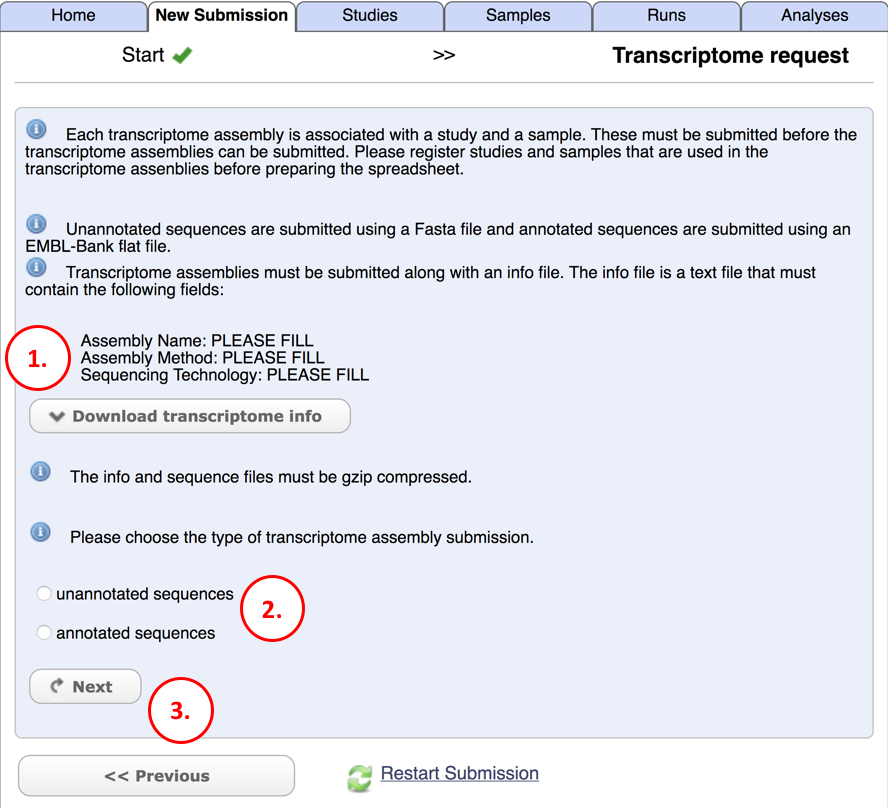 Home New Submission Studies Samples Runs Analyses
Start >> Transcriptome request
Each transcriptome assembly is associated with a study and a sample. These must be submitted before the
transcriptome assemblies can be submitted. Please register studies and samples that are used in the
transcriptome assenblies before preparing the spreadsheet.
Unannotated sequences are submitted using a Fasta file and annotated sequences are submitted using an
EMBL-Bank flat file.
Transcriptome assemblies must be submitted along with an info file. The info file is a text file that must
contain the following fields:
1.
Assembly Name: PLEASE FILL
Assembly Method: PLEASE FILL
Sequencing Technology: PLEASE FILL
Download transcriptome info
The info and sequence files must be gzip compressed.
Please choose the type of transcriptome assembly submission.
unannotated sequences
2.
annotated sequences
Next
3.
<< Previous
Restart Submission